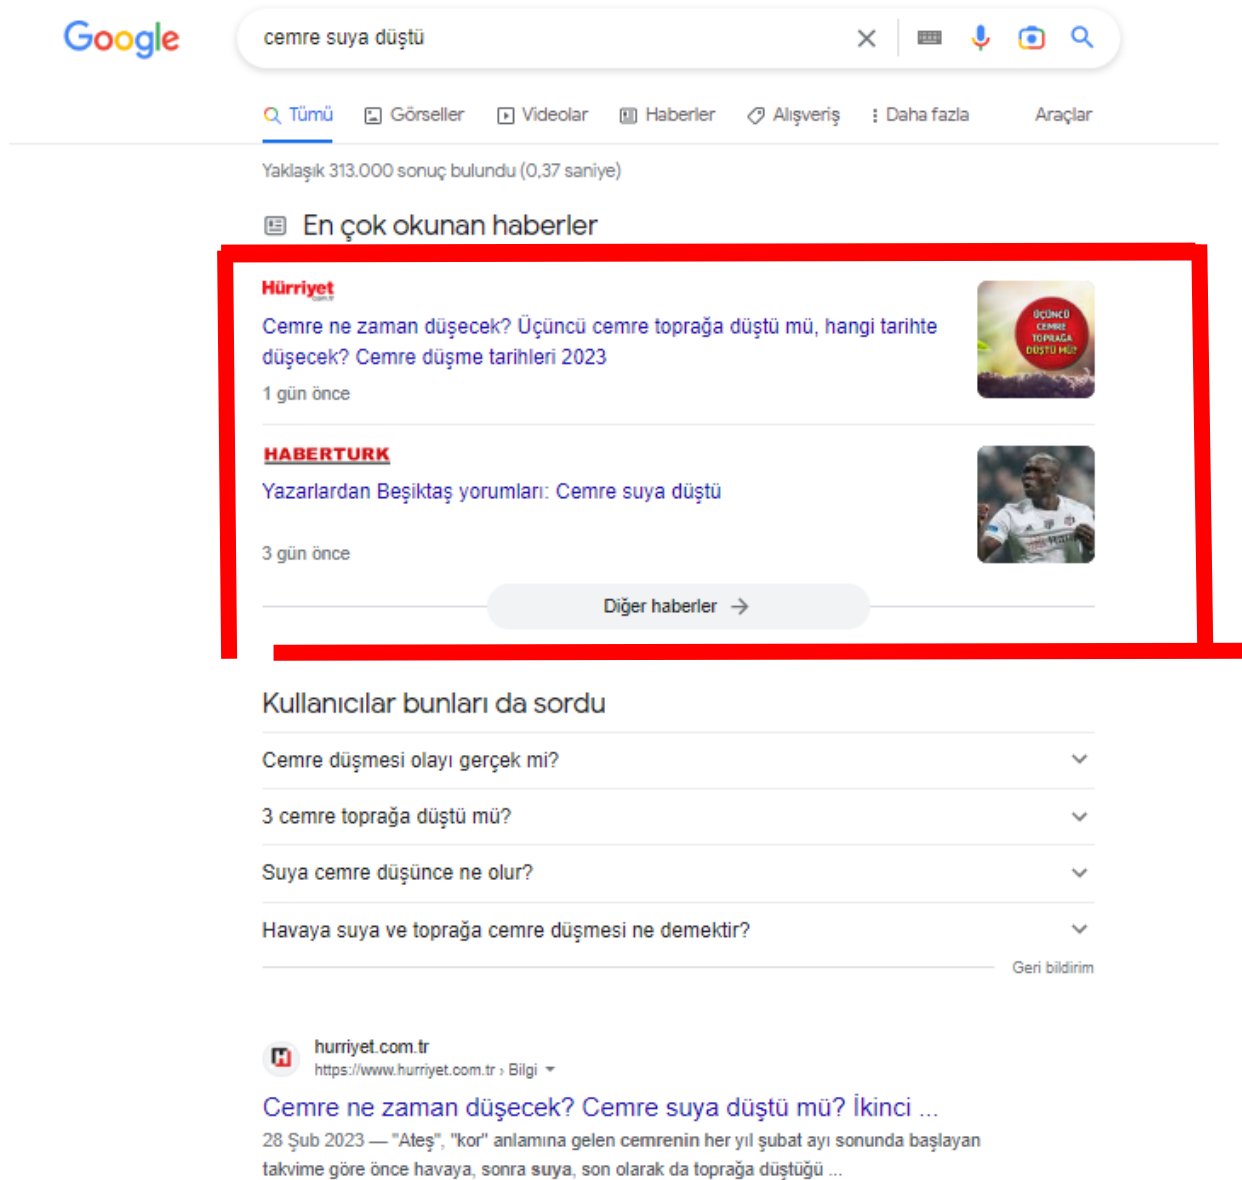 Google
cemre suya düştü
Tümü Görseller Videolar Haberler Alışveriş Daha fazla Araçlar
Yaklaşık 313.000 sonuç bulundu (0,37 saniye)
En çok okunan haberler
Hürriyet
com.tr
Cemre ne zaman düşecek? Üçüncü cemre toprağa düştü mü, hangi tarihte
düşecek? Cemre düşme tarihleri 2023
1 gün önce
ÜÇÜNCÜ
CEMRE
TOPRAĞA
DÜŞTÜ MÜ?
HABERTURK
Yazarlardan Beşiktaş yorumları: Cemre suya düştü
3 gün önce
Diğer haberler →
Kullanıcılar bunları da sordu
Cemre düşmesi olayı gerçek mi?
3 cemre toprağa düştü mü?
Suya cemre düşünce ne olur?
Havaya suya ve toprağa cemre düşmesi ne demektir?
Geri bildirim
hurriyet.com.tr
https://www.hurriyet.com.tr › Bilgi
Cemre ne zaman düşecek? Cemre suya düştü mü? İkinci ...
28 Şub 2023 — "Ateş", "kor" anlamına gelen cemrenin her yıl şubat ayı sonunda başlayan
takvime göre önce havaya, sonra suya, son olarak da toprağa düştüğü ...